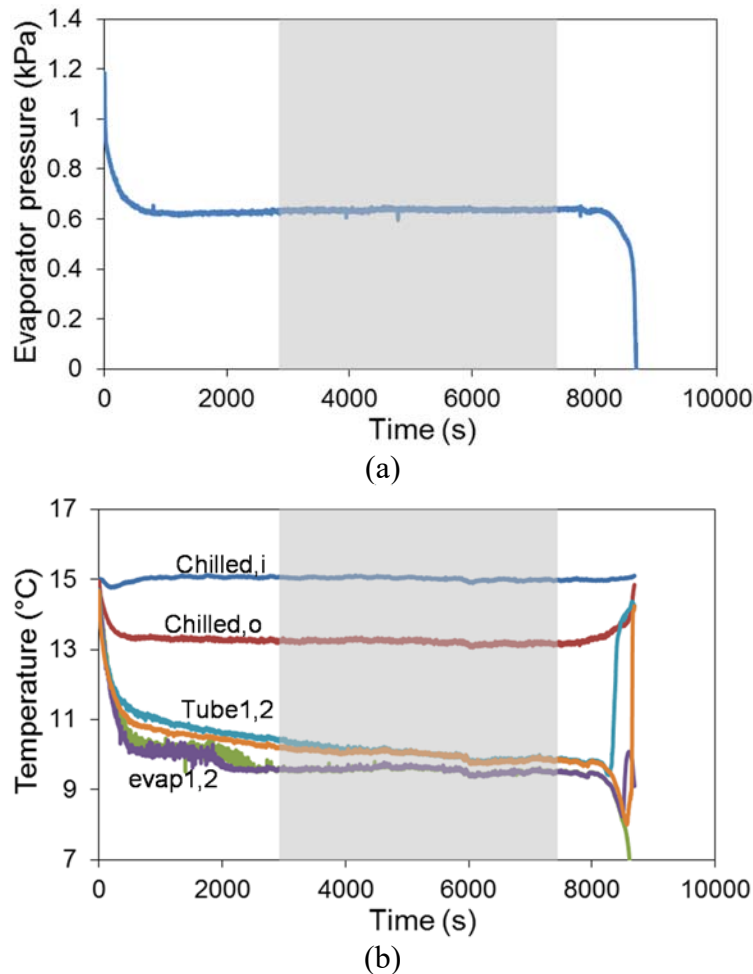 1.4
1.2
1
0.8
0.6
0.4
0.2
0
Evaporator pressure (kPa)
0 2000 4000 6000 8000 10000
Time (s)
(a)
17
15
13
11
9
7
Temperature (°C)
Chilled,i
Chilled,o
Tube1,2
evap1,2
0 2000 4000 6000 8000 10000
Time (s)
(b)